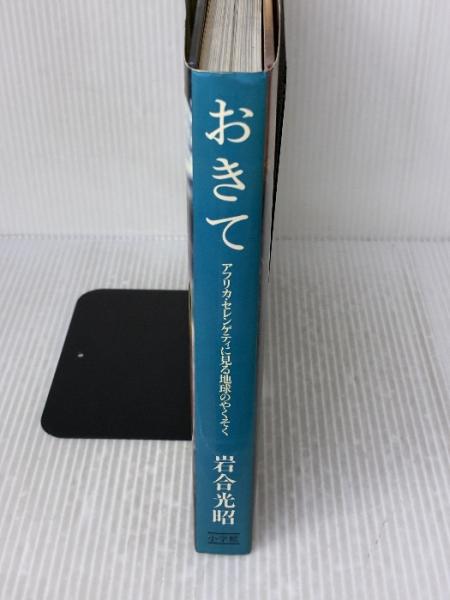 おきて
アフリカ・セレンゲティに見る地球のやくそく
岩合光昭
小学館